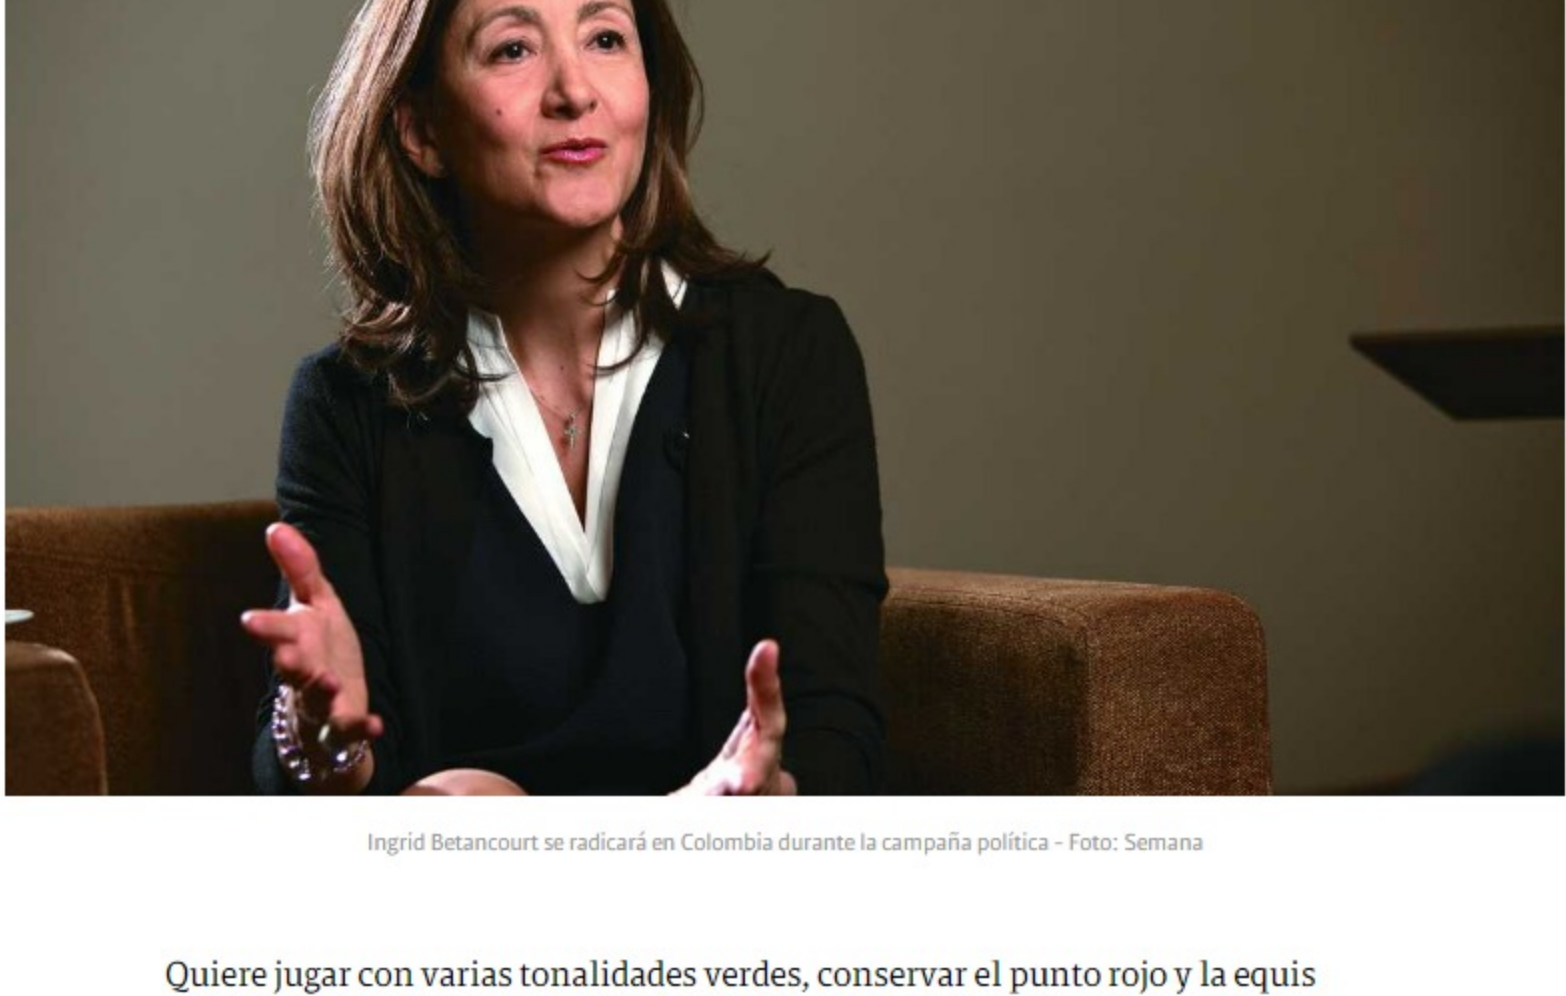 Ingrid Betancourt se radicará en Colombia durante la campaña política - Foto: Semana
Quiere jugar con varias tonalidades verdes, conservar el punto rojo y la equis